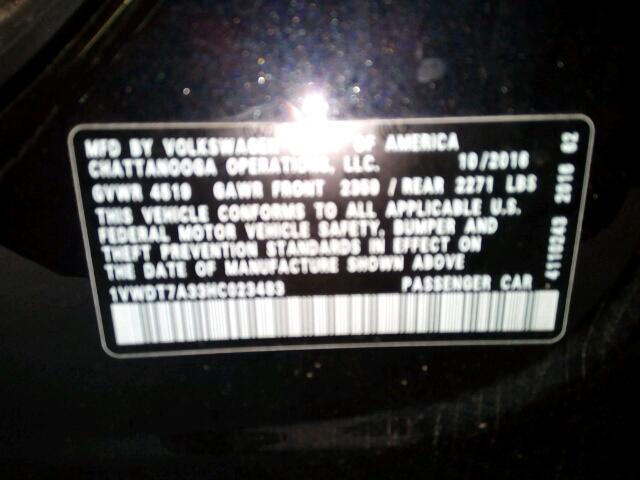 MFD BY VOLKSWAGEN OF AMERICA
CHATTANOOGA OPERATIONS, LLC. 10/2016
GVWR GAWR FRONT / REAR 2271 LBS
THIS VEHICLE CONFORMS TO ALL APPLICABLE U.S.
FEDERAL MOTOR VEHICLE SAFETY, BUMPER AND
THEFT PREVENTION STANDARDS IN EFFECT ON
THE DATE OF MANUFACTURE SHOWN ABOVE
1VWDT7A33HC023483 PASSENGER CAR